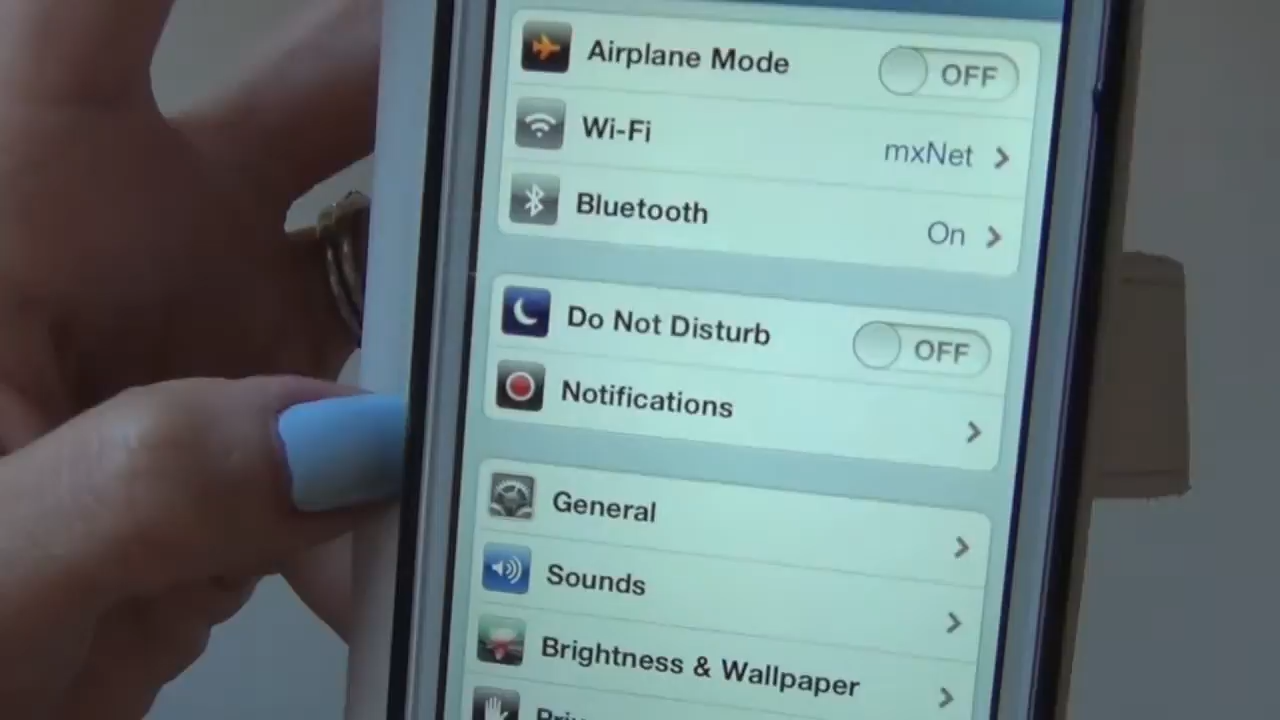 Airplane Mode OFF
Wi-Fi mxNet
Bluetooth On
Do Not Disturb OFF
Notifications
General
Sounds
Brightness & Wallpaper